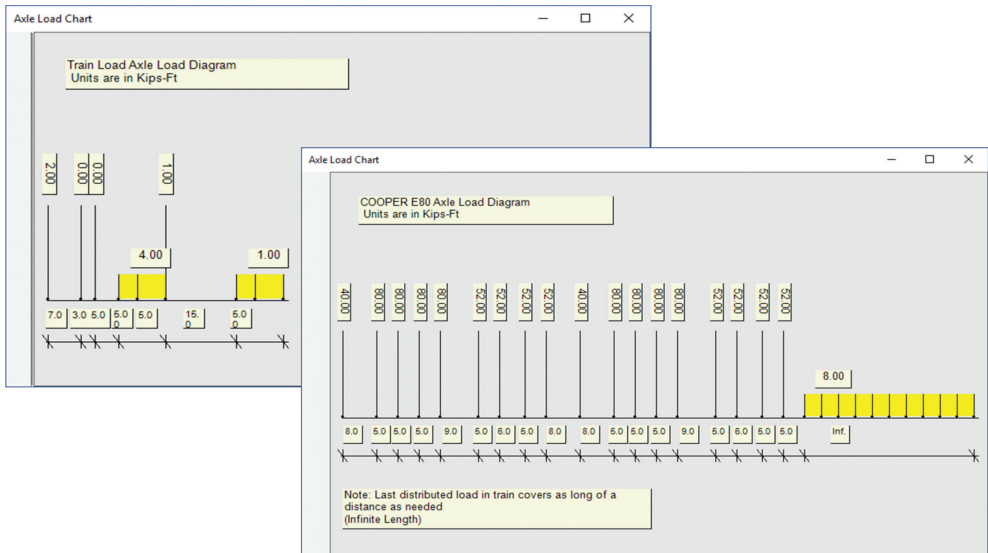 Axle Load Chart
Train Load Axle Load Diagram
Units are in Kips-Ft
2.00 0.00 0.00 1.00
4.00 1.00
7.0 3.0 5.0 5.0 5.0 15. 5.0
0 0 0
Axle Load Chart
COOPER E80 Axle Load Diagram
Units are in Kips-Ft
40.00 80.00 80.00 80.00 80.00 52.00 52.00 52.00 52.00 40.00 80.00 80.00 80.00 80.00 52.00 52.00 52.00 52.00
8.00
8.0 5.0 5.0 5.0 9.0 5.0 6.0 5.0 8.0 8.0 5.0 5.0 5.0 9.0 5.0 6.0 5.0 5.0 Inf.
Note: Last distributed load in train covers as long of a
distance as needed
(Infinite Length)